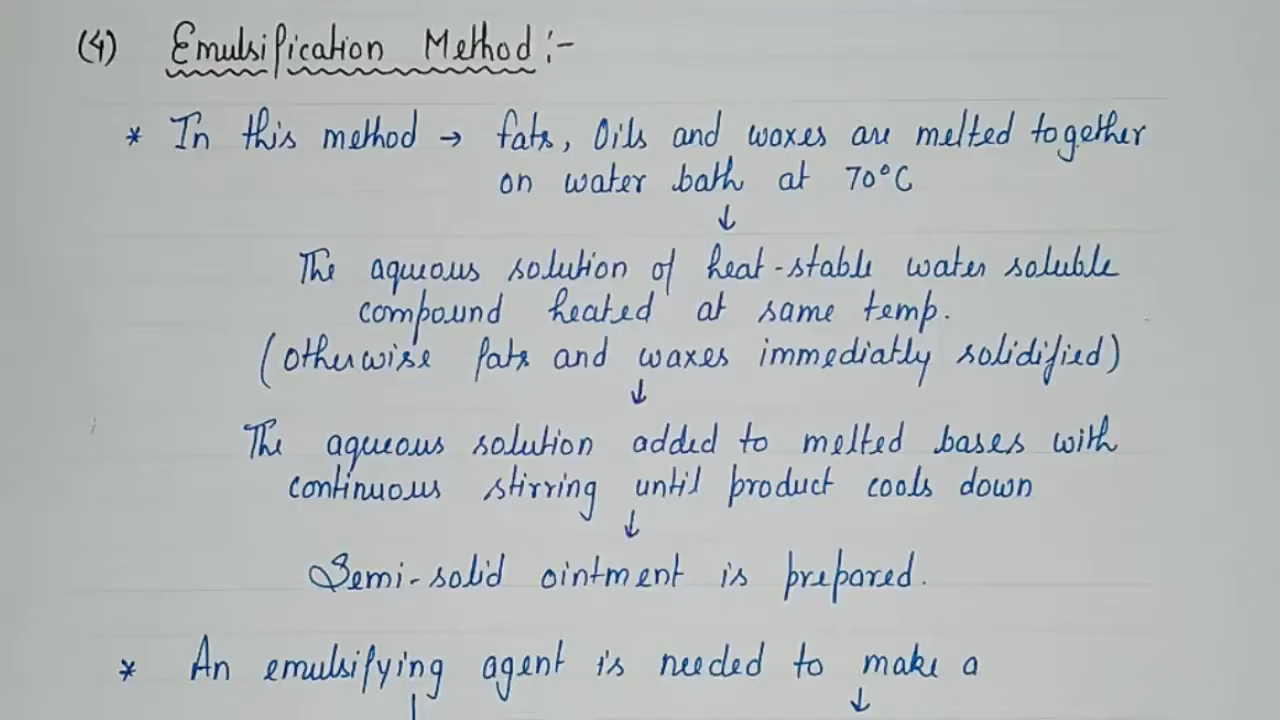 (4) Emulsification Method :-
* In this method → fats, Oils and waxes are melted together
on water bath at 70°C
↓
The aqueous solution of heat-stable water soluble
compound heated at same temp.
(otherwise fats and waxes immediatly solidified)
↓
The aqueous solution added to melted bases with
continuous stirring until product cools down
↓
Semi-solid ointment is prepared.
* An emulsifying agent is needed to make a
↓